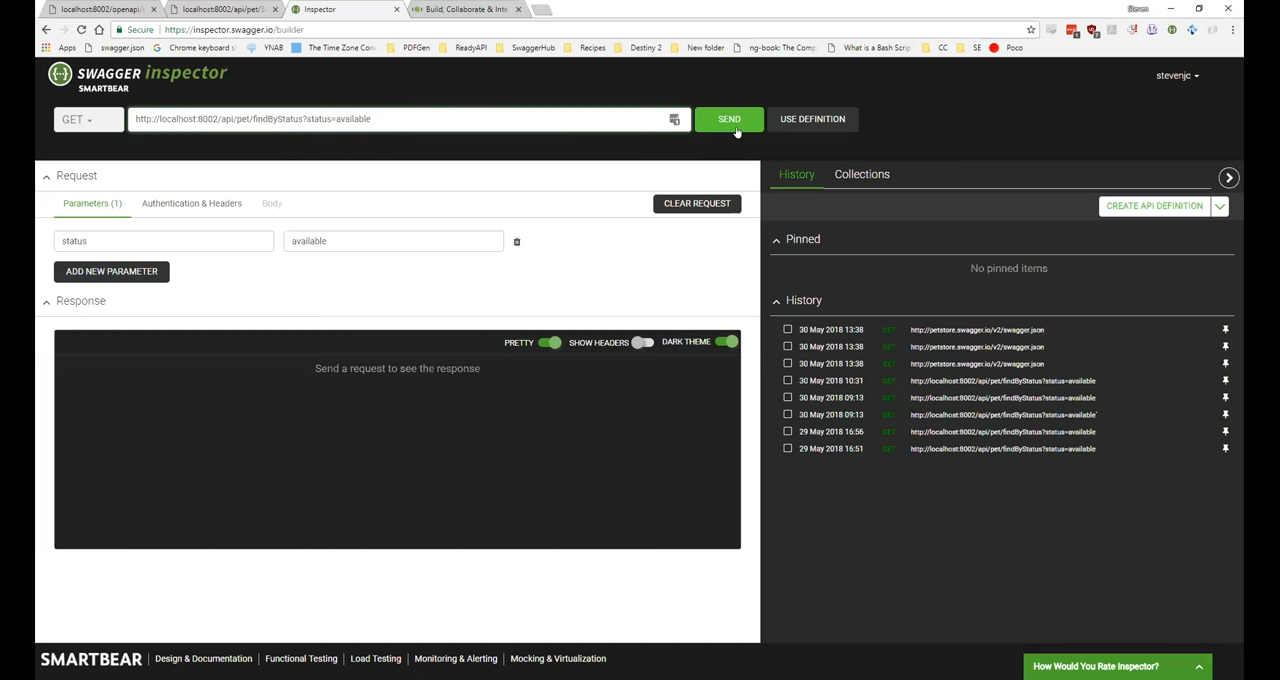 localhost:8002/openapi/
localhost:8002/api/pet/3
Inspector
Build, Collaborate & Inte
Steven
Secure
https://inspector.swagger.io/builder
Apps
swagger.json
Chrome keyboard s
YNAB
The Time Zone Con
PDFGen
ReadyAPI
SwaggerHub
Recipes
Destiny 2
New folder
ng-book: The Comp
What is a Bash Scrip
CC
SE
Poco
SWAGGER inspector
SMARTBEAR
stevenjc
GET
http://localhost:8002/api/pet/findByStatus?status=available
SEND
USE DEFINITION
Request
Parameters (1)
Authentication & Headers
Body
CLEAR REQUEST
status
available
ADD NEW PARAMETER
Response
PRETTY
SHOW HEADERS
DARK THEME
Send a request to see the response
History
Collections
CREATE API DEFINITION
Pinned
No pinned items
History
30 May 2018 13:38 GET http://petstore.swagger.io/v2/swagger.json
30 May 2018 13:38 GET http://petstore.swagger.io/v2/swagger.json
30 May 2018 13:38 GET http://petstore.swagger.io/v2/swagger.json
30 May 2018 10:31 GET http://localhost:8002/api/pet/findByStatus?status=available
30 May 2018 09:13 GET http://localhost:8002/api/pet/findByStatus?status=available
30 May 2018 09:13 GET http://localhost:8002/api/pet/findByStatus?status=available`
29 May 2018 16:56 GET http://localhost:8002/api/pet/findByStatus?status=available
29 May 2018 16:51 GET http://localhost:8002/api/pet/findByStatus?status=available
SMARTBEAR
Design & Documentation
Functional Testing
Load Testing
Monitoring & Alerting
Mocking & Virtualization
How Would You Rate Inspector?